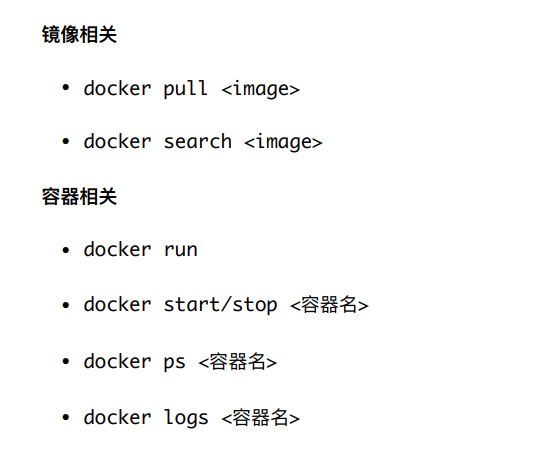 镜像相关
• docker pull <image>
• docker search <image>
容器相关
• docker run
• docker start/stop <容器名>
• docker ps <容器名>
• docker logs <容器名>